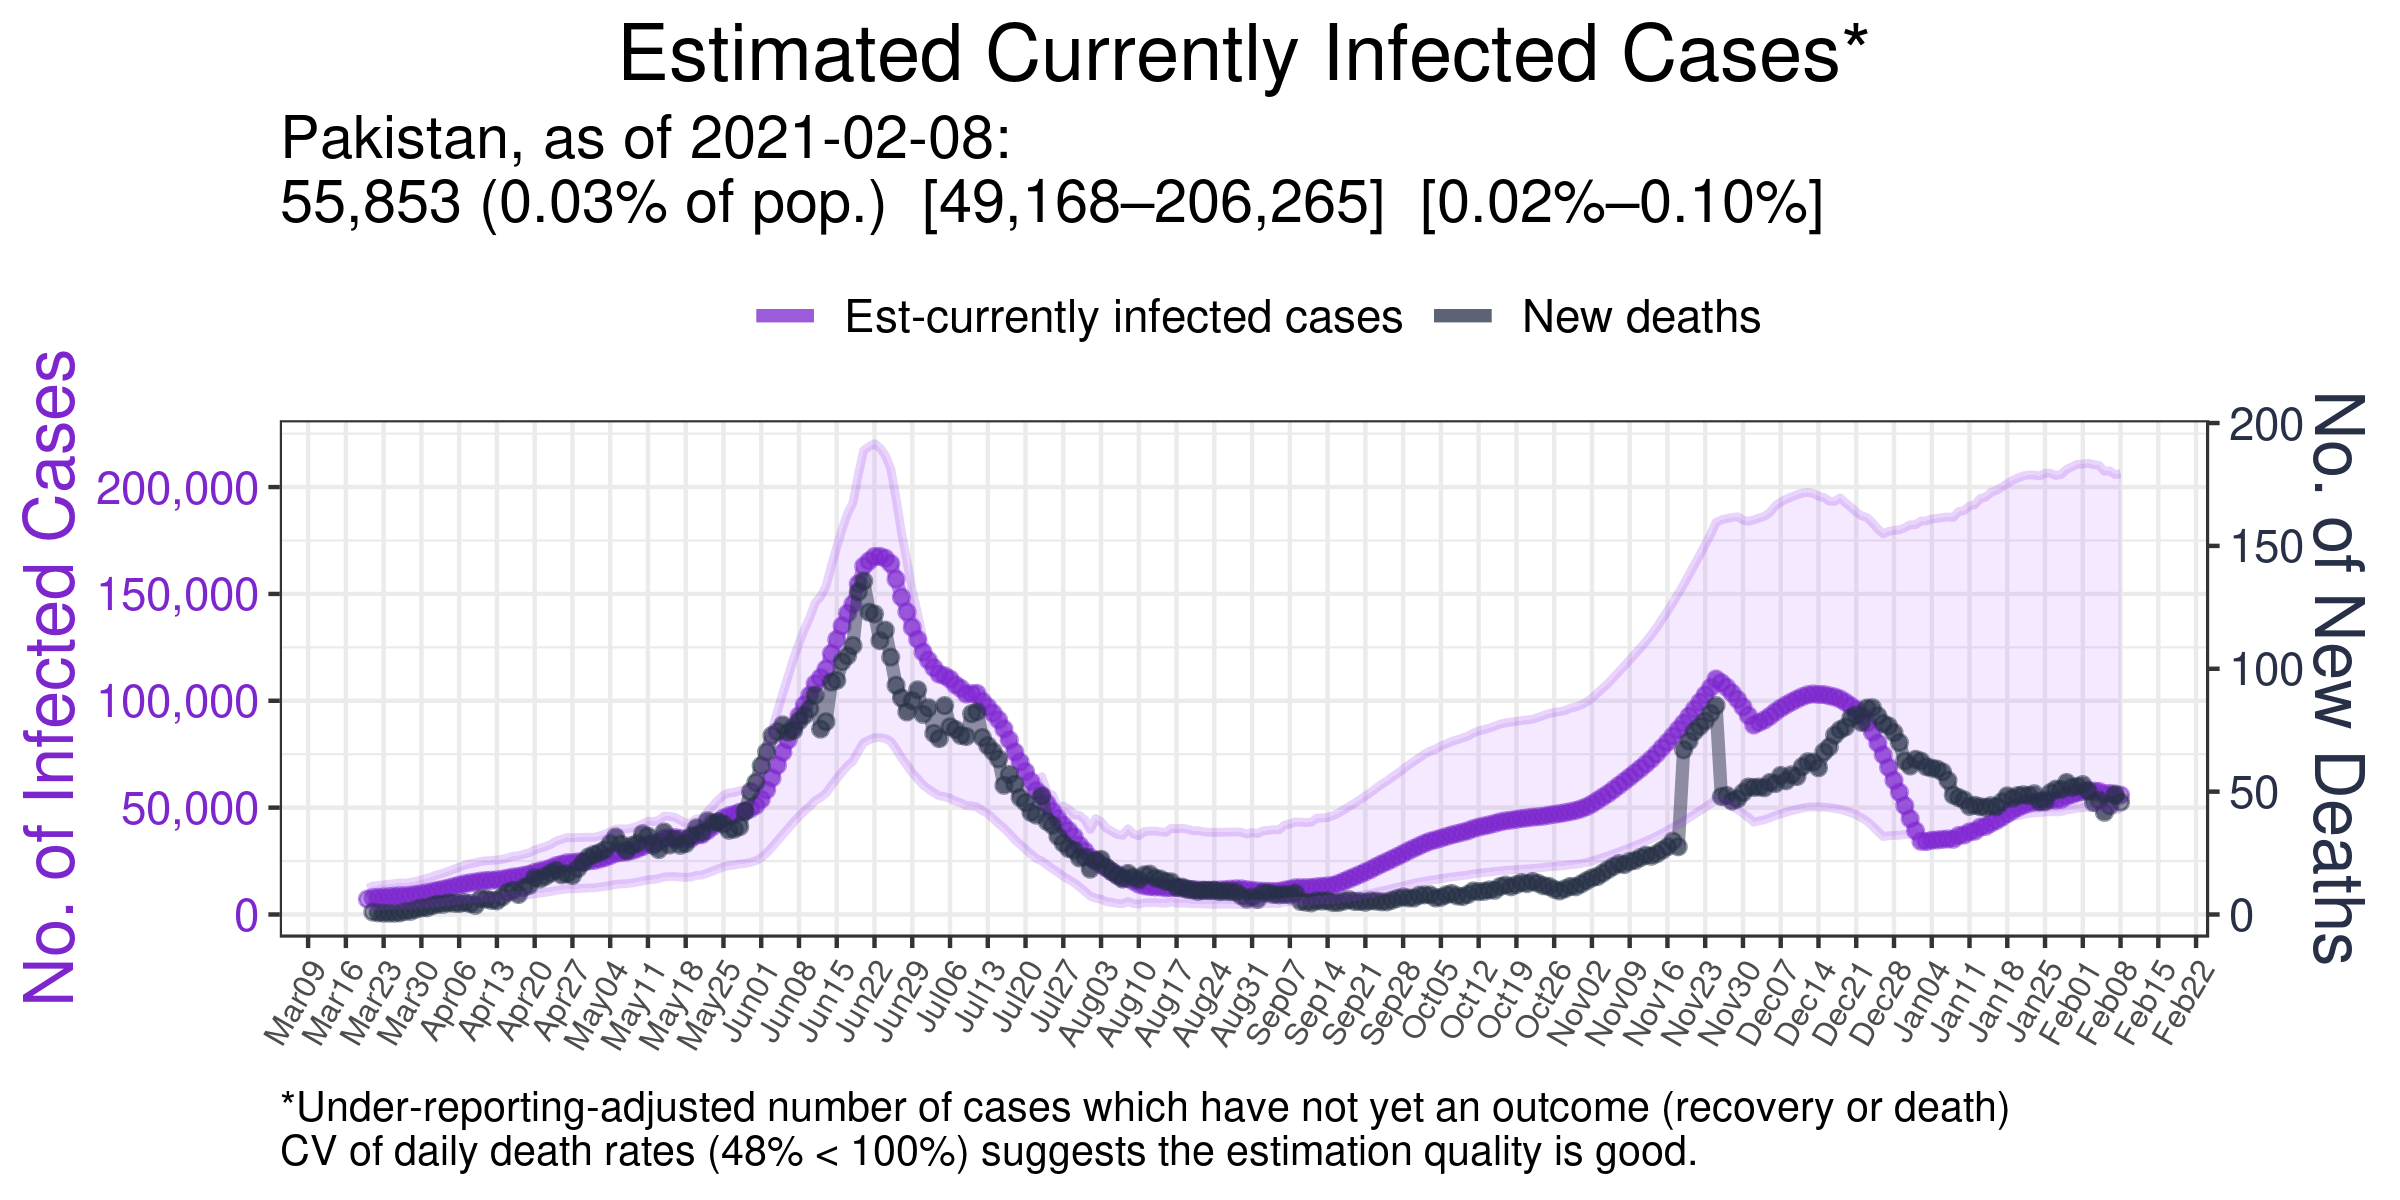 Estimated Currently Infected Cases*
Pakistan, as of 2021-02-08:
55,853 (0.03% of pop.)  [49,168–206,265]  [0.02%–0.10%]
Est-currently infected cases
New deaths
No. of Infected Cases
200,000
150,000
100,000
50,000
0
200
150
100
50
0
No. of New Deaths
Mar09
Mar16
Mar23
Mar30
Apr06
Apr13
Apr20
Apr27
May04
May11
May18
May25
Jun01
Jun08
Jun15
Jun22
Jun29
Jul06
Jul13
Jul20
Jul27
Aug03
Aug10
Aug17
Aug24
Aug31
Sep07
Sep14
Sep21
Sep28
Oct05
Oct12
Oct19
Oct26
Nov02
Nov09
Nov16
Nov23
Nov30
Dec07
Dec14
Dec21
Dec28
Jan04
Jan11
Jan18
Jan25
Feb01
Feb08
Feb15
Feb22
*Under-reporting-adjusted number of cases which have not yet an outcome (recovery or death)
CV of daily death rates (48% < 100%) suggests the estimation quality is good.